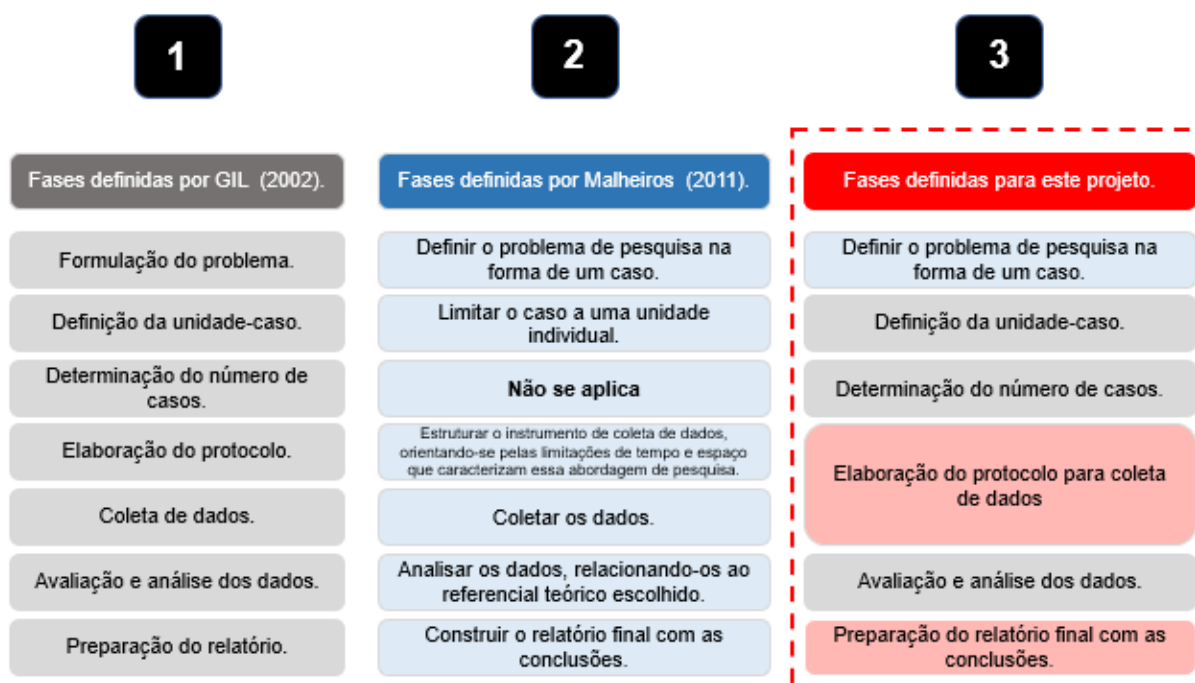 1
2
3
Fases definidas por GIL (2002).
Formulação do problema.
Definição da unidade-caso.
Determinação do número de
casos.
Elaboração do protocolo.
Coleta de dados.
Avaliação e análise dos dados.
Preparação do relatório.
Fases definidas por Malheiros (2011).
Definir o problema de pesquisa na
forma de um caso.
Limitar o caso a uma unidade
individual.
Não se aplica
Estruturar o instrumento de coleta de dados,
orientando-se pelas limitações de tempo e espaço
que caracterizam essa abordagem de pesquisa.
Coletar os dados.
Analisar os dados, relacionando-os ao
referencial teórico escolhido.
Construir o relatório final com as
conclusões.
Fases definidas para este projeto.
Definir o problema de pesquisa na
forma de um caso.
Definição da unidade-caso.
Determinação do número de casos.
Elaboração do protocolo para coleta
de dados
Avaliação e análise dos dados.
Preparação do relatório final com as
conclusões.